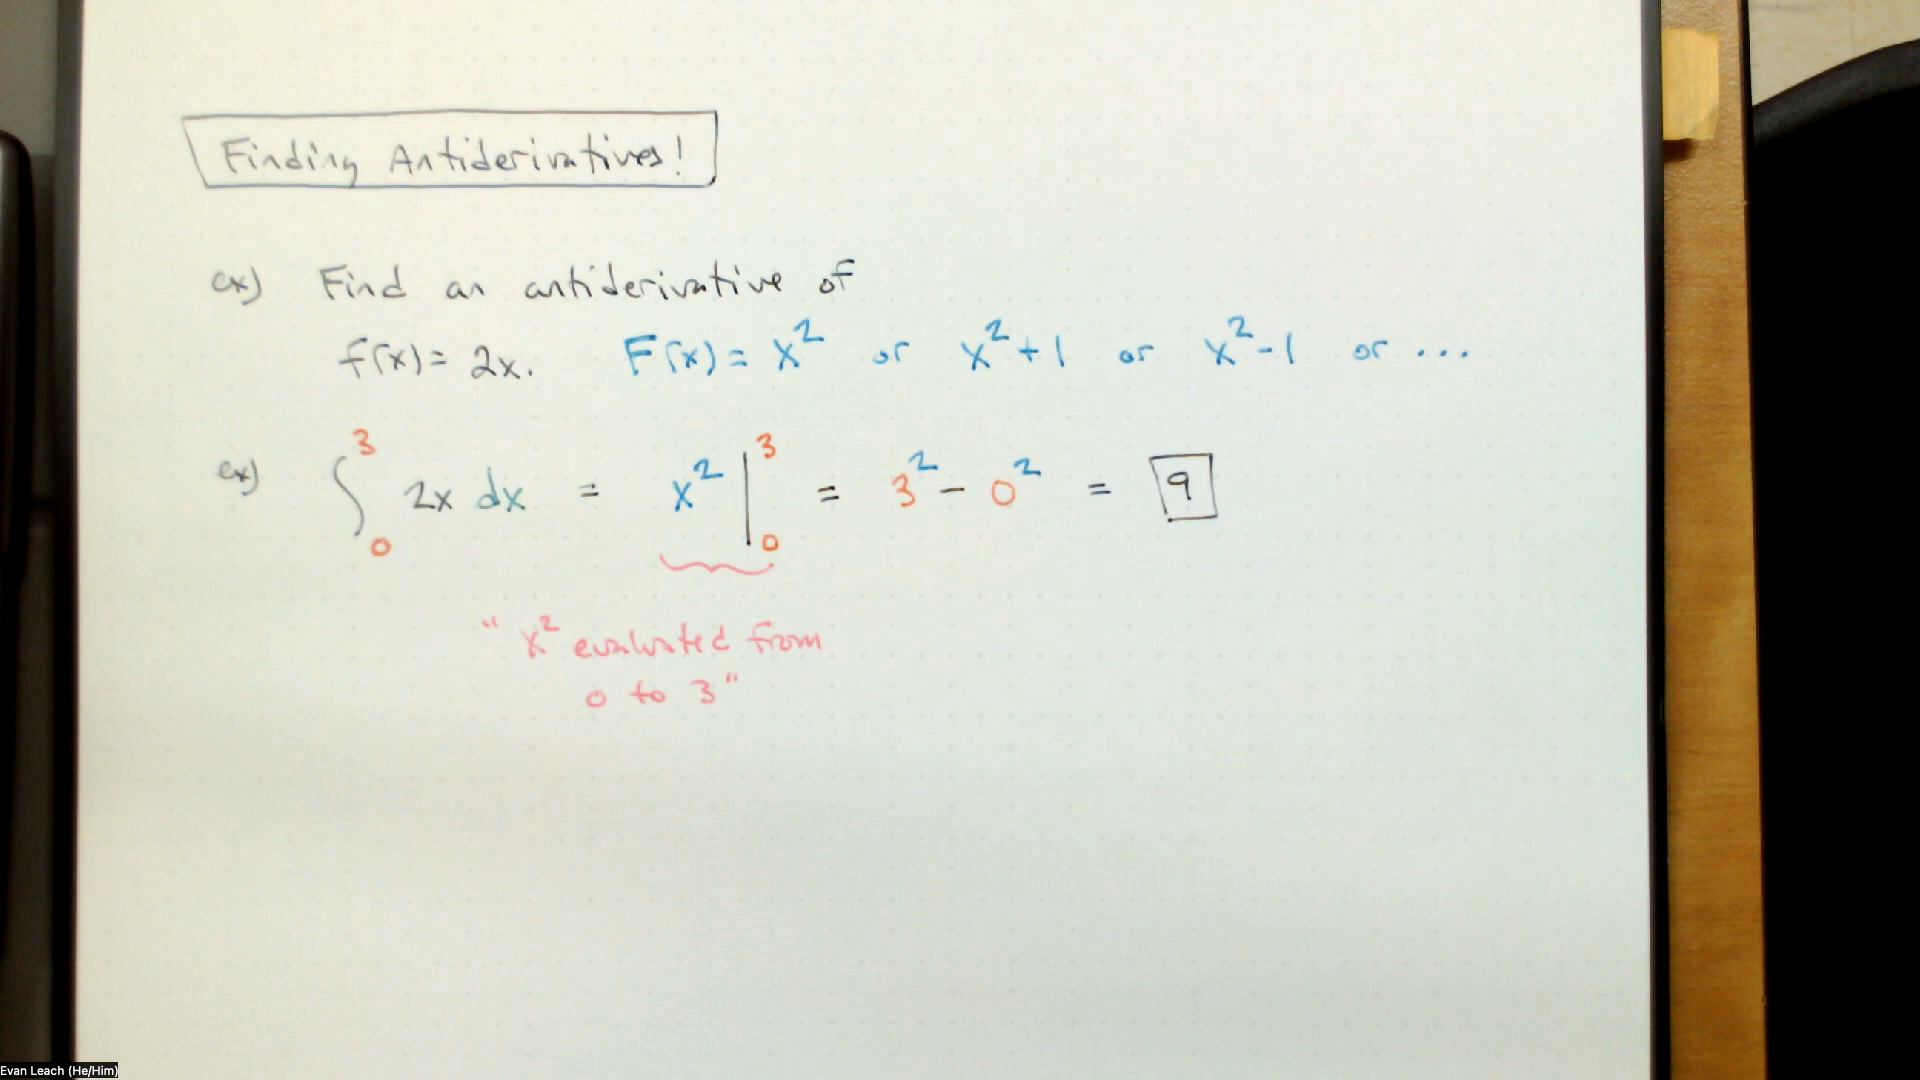 Finding Antiderivatives!
ex) Find an antiderivative of
f(x) = 2x. F(x) = x² or x²+1 or x²-1 or ...
ex) ∫₀³ 2x dx = x² |₀³ = 3² - 0² = 9
"x² evaluated from
0 to 3"
Evan Leach (He/Him)